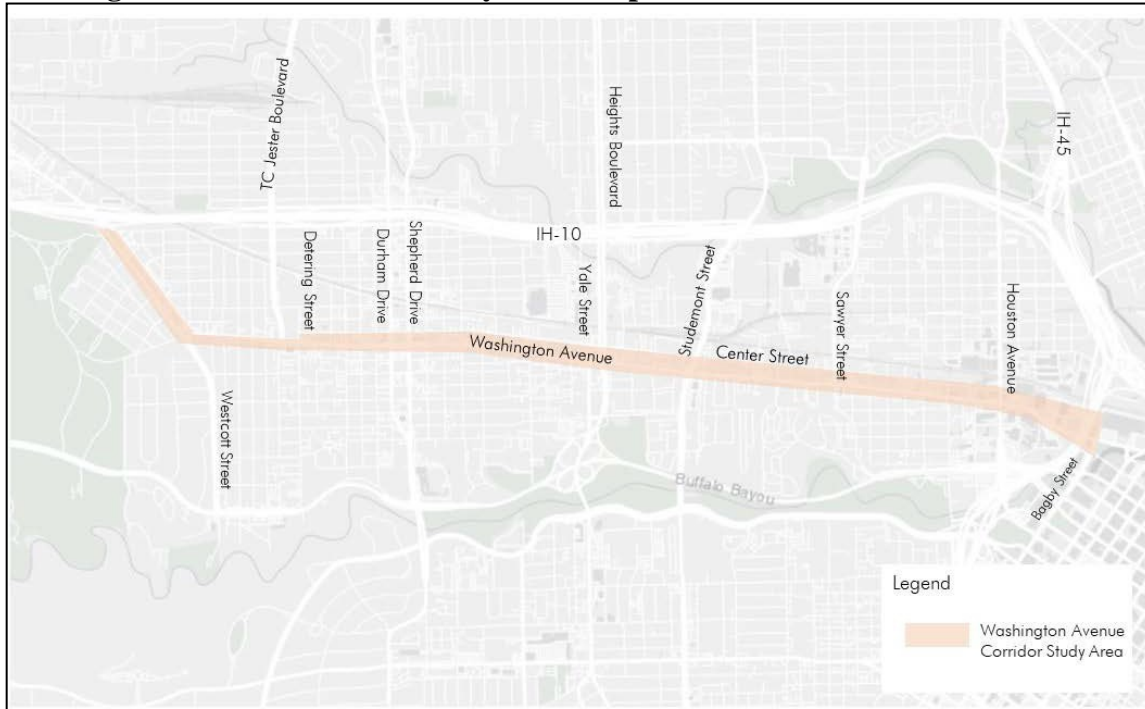 TC Jester Boulevard
Heights Boulevard
IH-45
Detering Street
Durham Drive
Shepherd Drive
IH-10
Yale Street
Studemont Street
Sawyer Street
Houston Avenue
Washington Avenue
Center Street
Westcott Street
Buffalo Bayou
Bagby Street
Legend
Washington Avenue
Corridor Study Area